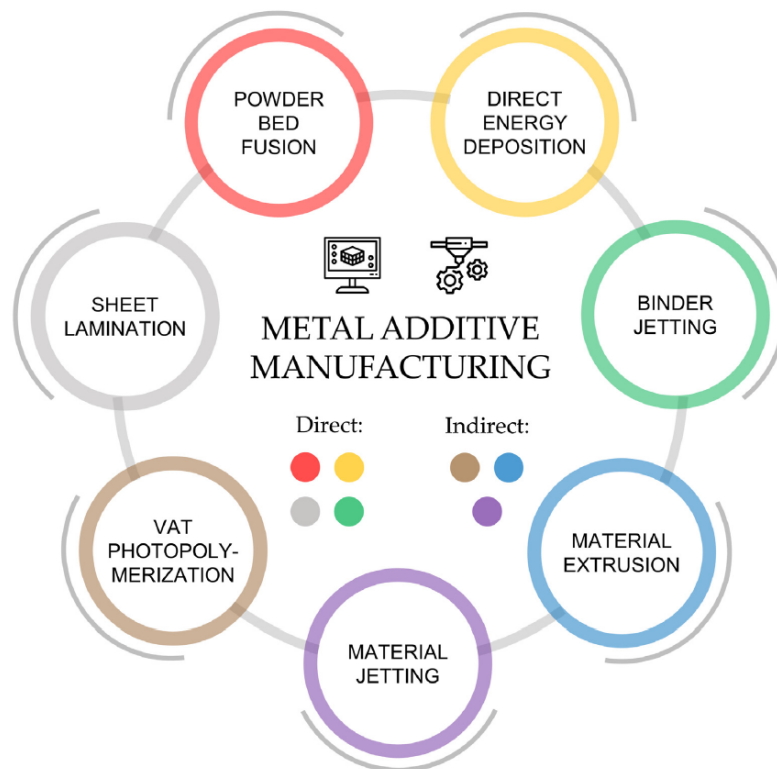 POWDER
BED
FUSION
DIRECT
ENERGY
DEPOSITION
SHEET
LAMINATION
BINDER
JETTING
METAL ADDITIVE
MANUFACTURING
Direct:
Indirect:
VAT
PHOTOPOLY-
MERIZATION
MATERIAL
EXTRUSION
MATERIAL
JETTING